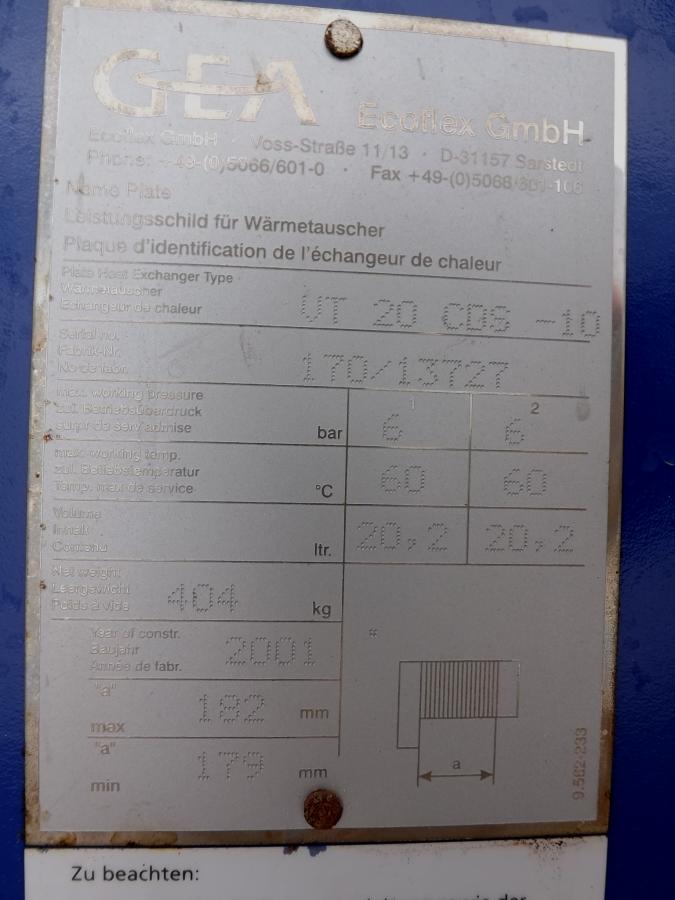 GEA Ecoflex GmbH
Ecoflex GmbH Voss-Straße 11/13 · D-31157 Sarstedt
Phone: +49-(0)5066/601-0 · Fax +49-(0)5066/601-106
Name Plate
Leistungsschild für Wärmetauscher
Plaque d'identification de l'échangeur de chaleur
Plate Heat Exchanger Type
Wärmetauscher
Echangeur de chaleur
VT 20 CDS -10
Serial no.
Fabrik-Nr.
No de fabr.
170/13727
max. working pressure
zul. Betriebsüberdruck
surpr. de serv. admise
bar
1
6
2
6
max. working temp.
zul. Betriebstemperatur
Temp. max de service
°C
60
60
Volume
Inhalt
Contenu
ltr.
20,2
20,2
Net weight
Leergewicht
Poids à vide
404
kg
Year of constr.
Baujahr
Année de fabr.
2001
"a"
max
182
mm
"a"
min
179
mm
a
9.562-233
Zu beachten: